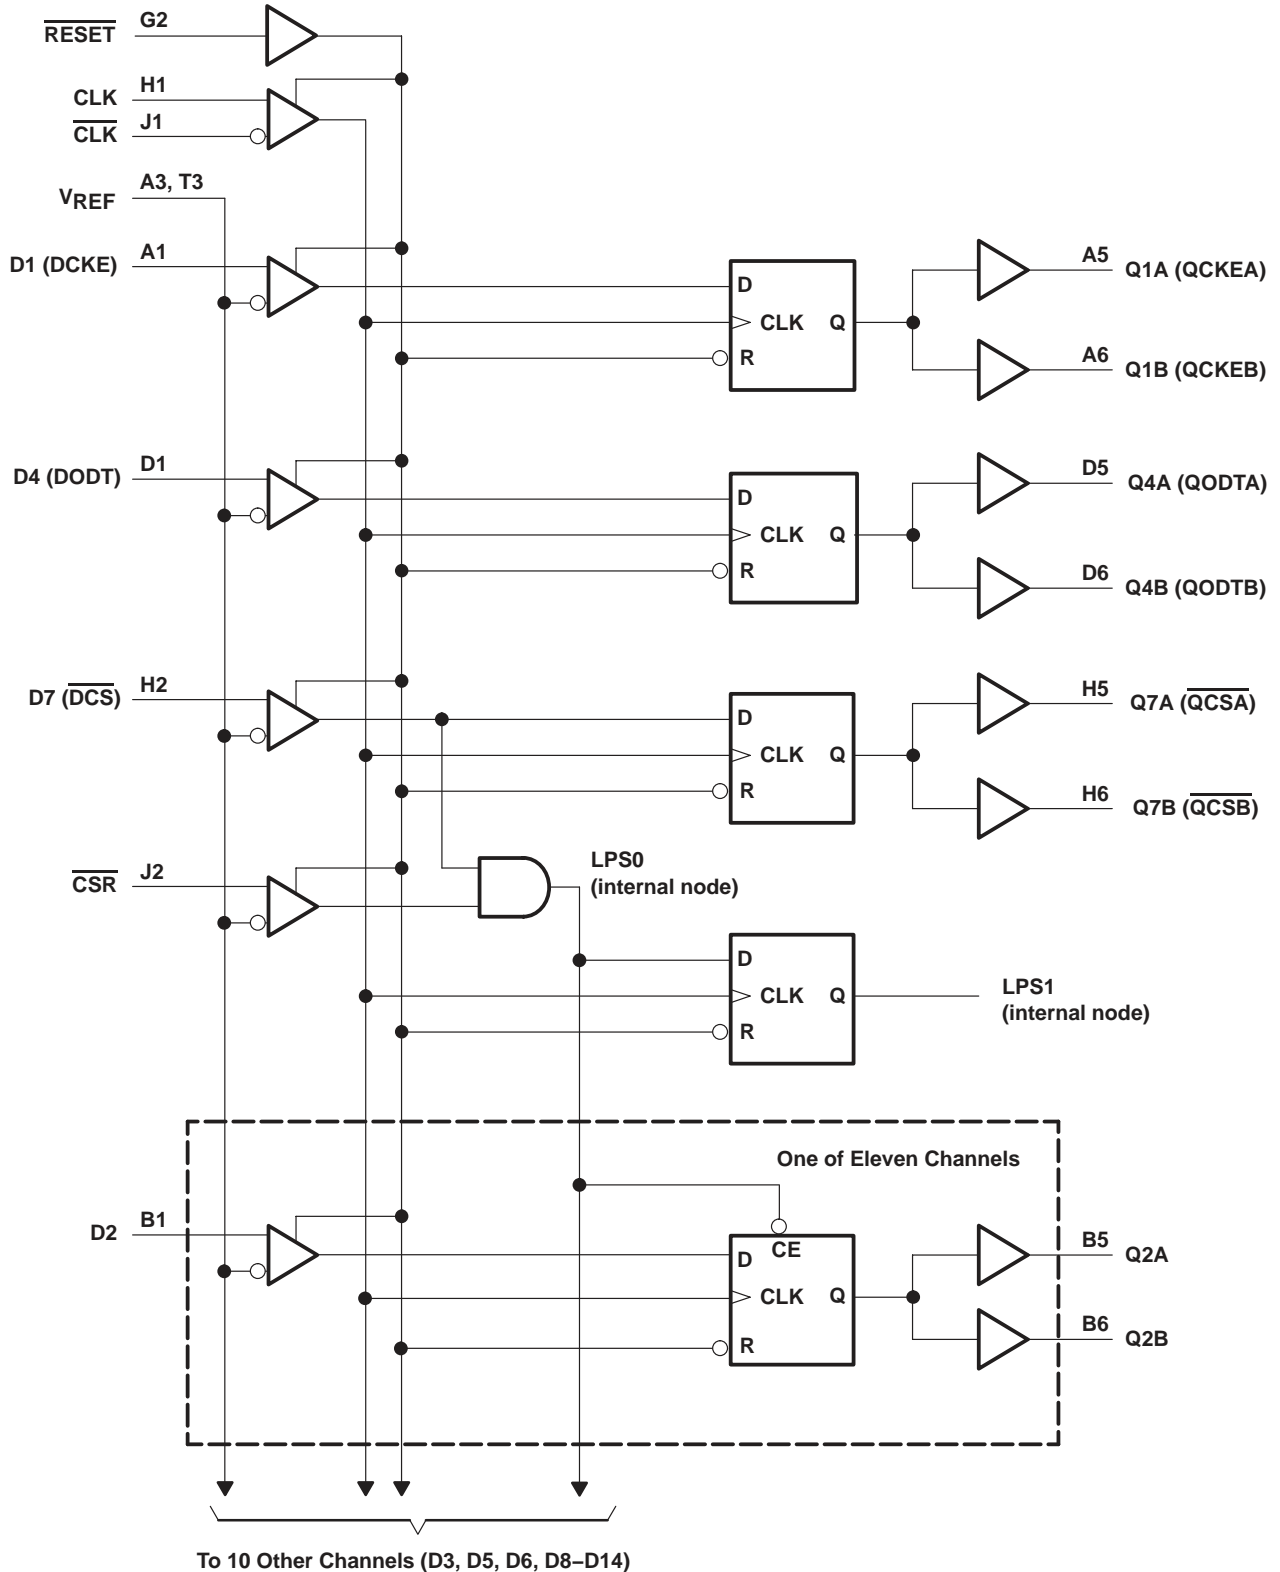 RESET G2
CLK H1
CLK J1
VREF A3, T3
D1 (DCKE) A1
D
CLK Q
R
A5 Q1A (QCKEA)
A6 Q1B (QCKEB)
D4 (DODT) D1
D
CLK Q
R
D5 Q4A (QODTA)
D6 Q4B (QODTB)
D7 (DCS) H2
D
CLK Q
R
H5 Q7A (QCSA)
H6 Q7B (QCSB)
CSR J2
LPS0
(internal node)
D
CLK Q
R
LPS1
(internal node)
One of Eleven Channels
D2 B1
CE
D
CLK Q
R
B5 Q2A
B6 Q2B
To 10 Other Channels (D3, D5, D6, D8–D14)